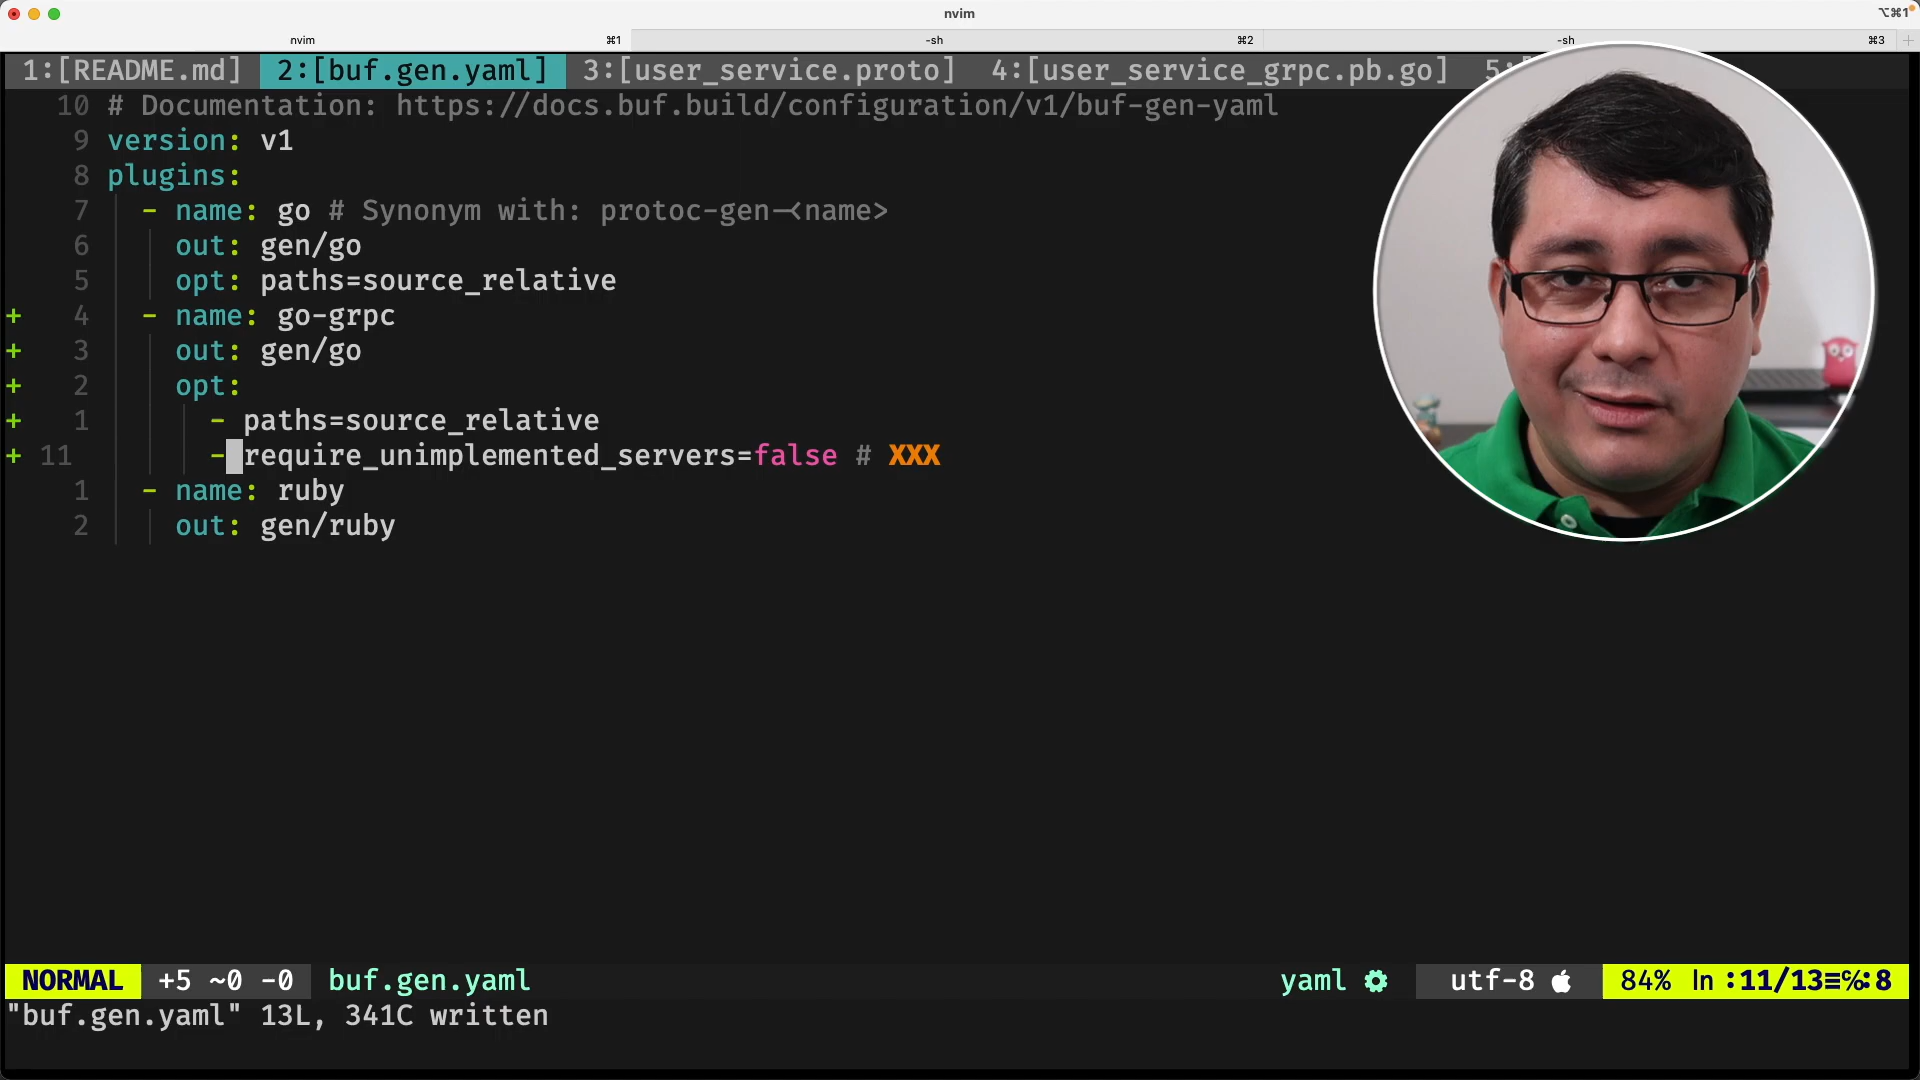 nvim
⌥⌘1
nvim ⌘1 -sh ⌘2 -sh ⌘3
1:[README.md] 2:[buf.gen.yaml] 3:[user_service.proto] 4:[user_service_grpc.pb.go] 5:
10 # Documentation: https://docs.buf.build/configuration/v1/buf-gen-yaml
9 version: v1
8 plugins:
7 - name: go # Synonym with: protoc-gen-<name>
6 out: gen/go
5 opt: paths=source_relative
+ 4 - name: go-grpc
+ 3 out: gen/go
+ 2 opt:
+ 1 - paths=source_relative
+ 11 - require_unimplemented_servers=false # XXX
1 - name: ruby
2 out: gen/ruby
NORMAL +5 ~0 -0 buf.gen.yaml yaml utf-8 84% ln :11/13≡℅:8
"buf.gen.yaml" 13L, 341C written